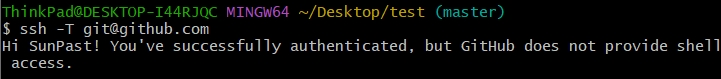 ThinkPad@DESKTOP-I44RJQC MINGW64 ~/Desktop/test (master)
$ ssh -T git@github.com
Hi SunPast! You've successfully authenticated, but GitHub does not provide shell
 access.